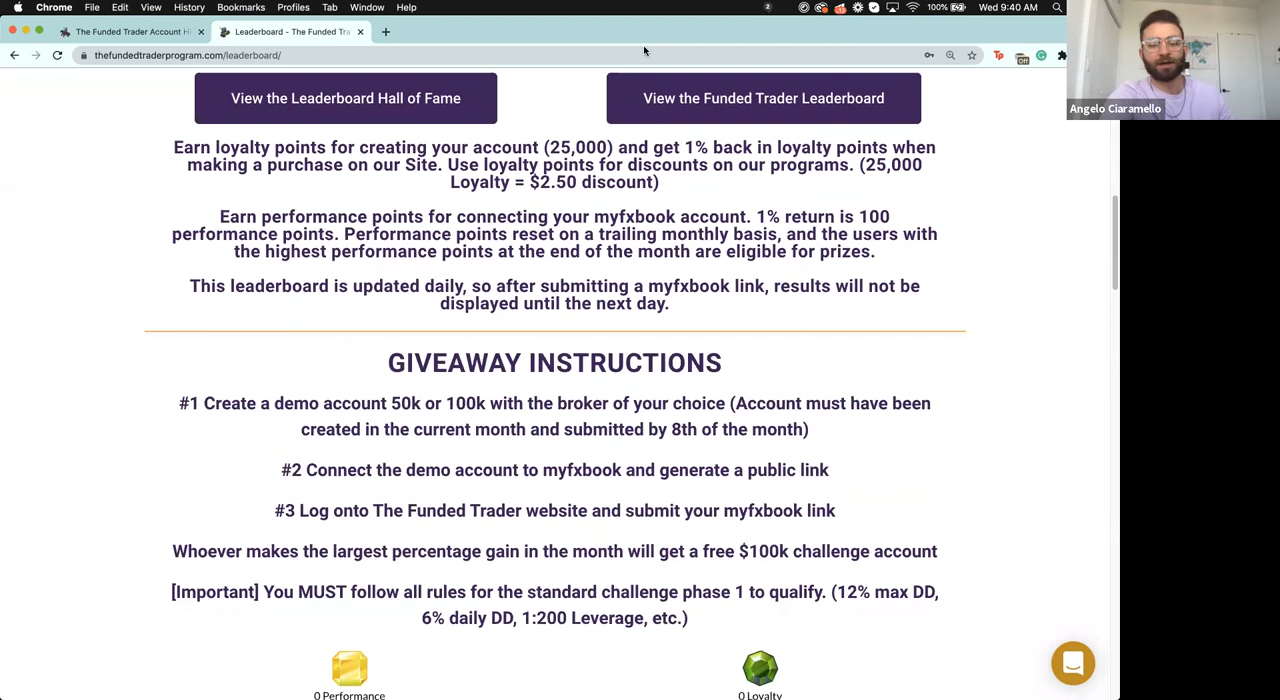 Chrome File Edit View History Bookmarks Profiles Tab Window Help 2 100% Wed 9:40 AM
The Funded Trader Account H
Leaderboard - The Funded Tra
thefundedtraderprogram.com/leaderboard/
Tp Off
Angelo Ciaramello
View the Leaderboard Hall of Fame
View the Funded Trader Leaderboard
Earn loyalty points for creating your account (25,000) and get 1% back in loyalty points when
making a purchase on our Site. Use loyalty points for discounts on our programs. (25,000
Loyalty = $2.50 discount)
Earn performance points for connecting your myfxbook account. 1% return is 100
performance points. Performance points reset on a trailing monthly basis, and the users with
the highest performance points at the end of the month are eligible for prizes.
This leaderboard is updated daily, so after submitting a myfxbook link, results will not be
displayed until the next day.
GIVEAWAY INSTRUCTIONS
#1 Create a demo account 50k or 100k with the broker of your choice (Account must have been
created in the current month and submitted by 8th of the month)
#2 Connect the demo account to myfxbook and generate a public link
#3 Log onto The Funded Trader website and submit your myfxbook link
Whoever makes the largest percentage gain in the month will get a free $100k challenge account
[Important] You MUST follow all rules for the standard challenge phase 1 to qualify. (12% max DD,
6% daily DD, 1:200 Leverage, etc.)
0 Performance
0 Loyalty